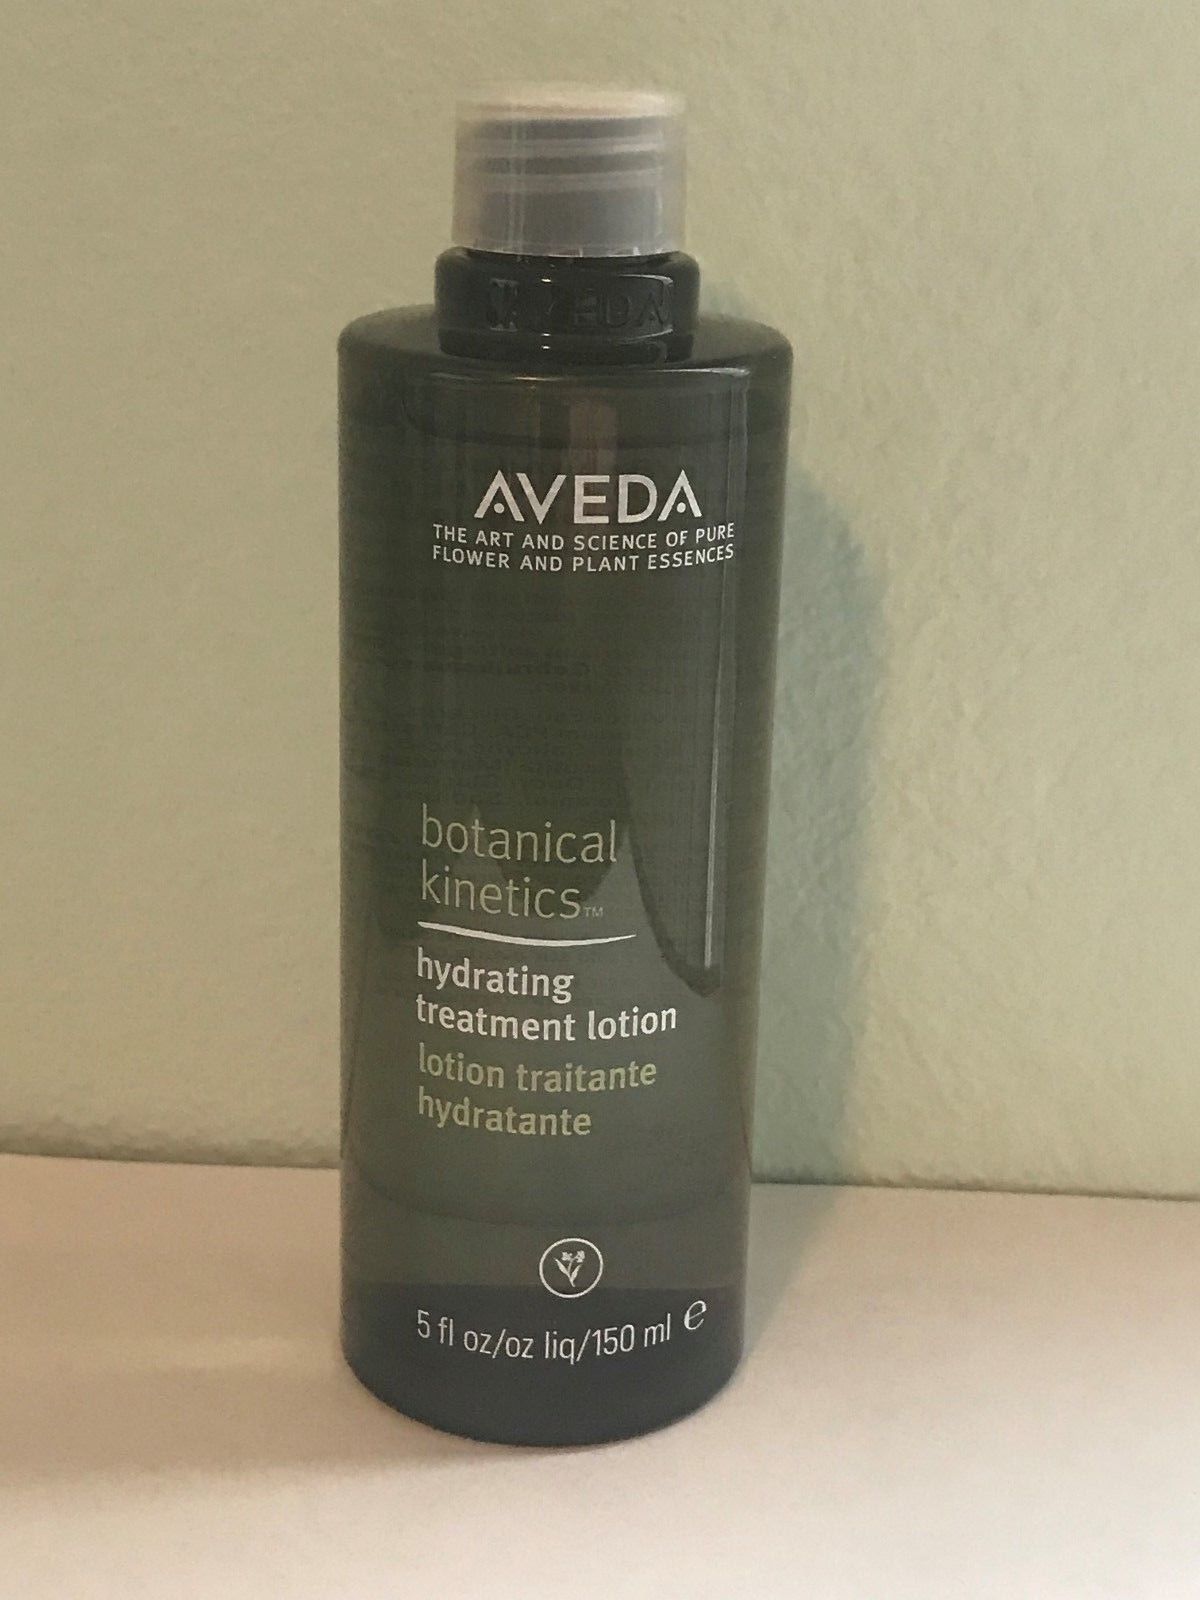 AVEDA
AVEDA
THE ART AND SCIENCE OF PURE
FLOWER AND PLANT ESSENCES
botanical
kinetics™
hydrating
treatment lotion
lotion traitante
hydratante
5 fl oz/oz liq/150 ml ℮